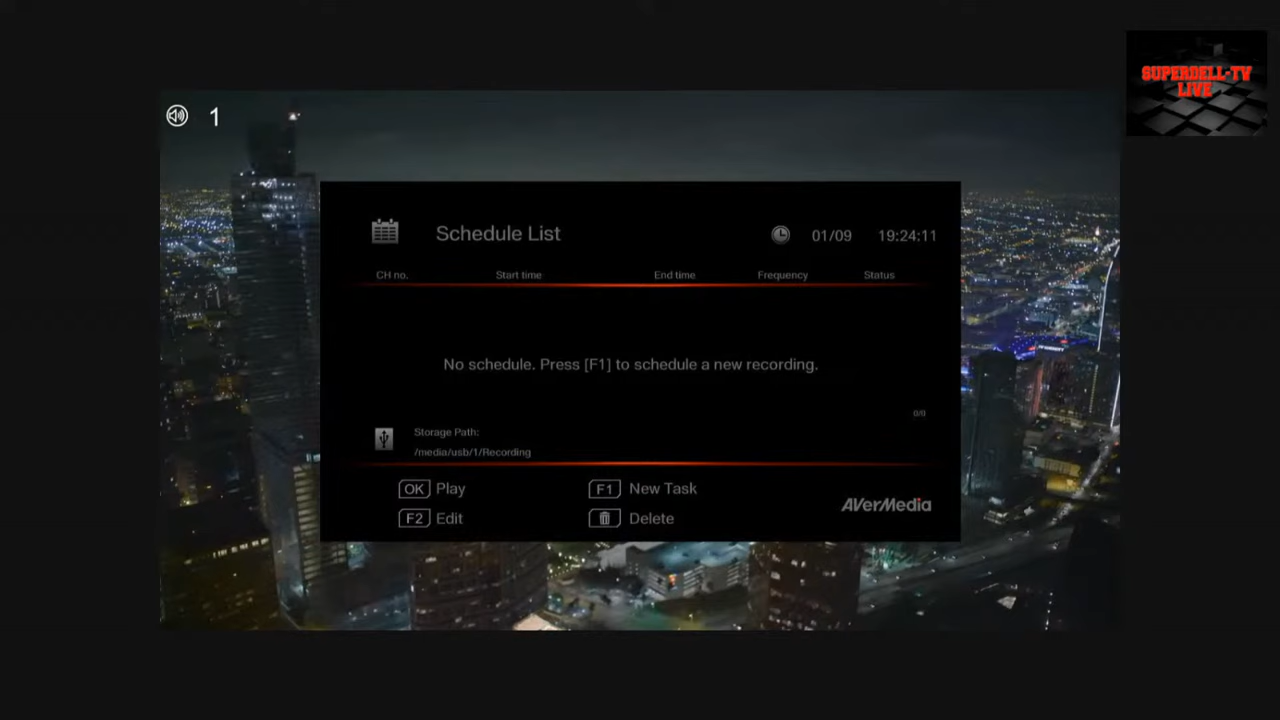 SUPERDELL-TV
LIVE
1
Schedule List
01/09 19:24:11
CH no. Start time End time Frequency Status
No schedule. Press [F1] to schedule a new recording.
0/0
Storage Path:
/media/usb/1/Recording
OK Play F1 New Task
F2 Edit Delete
AVerMedia